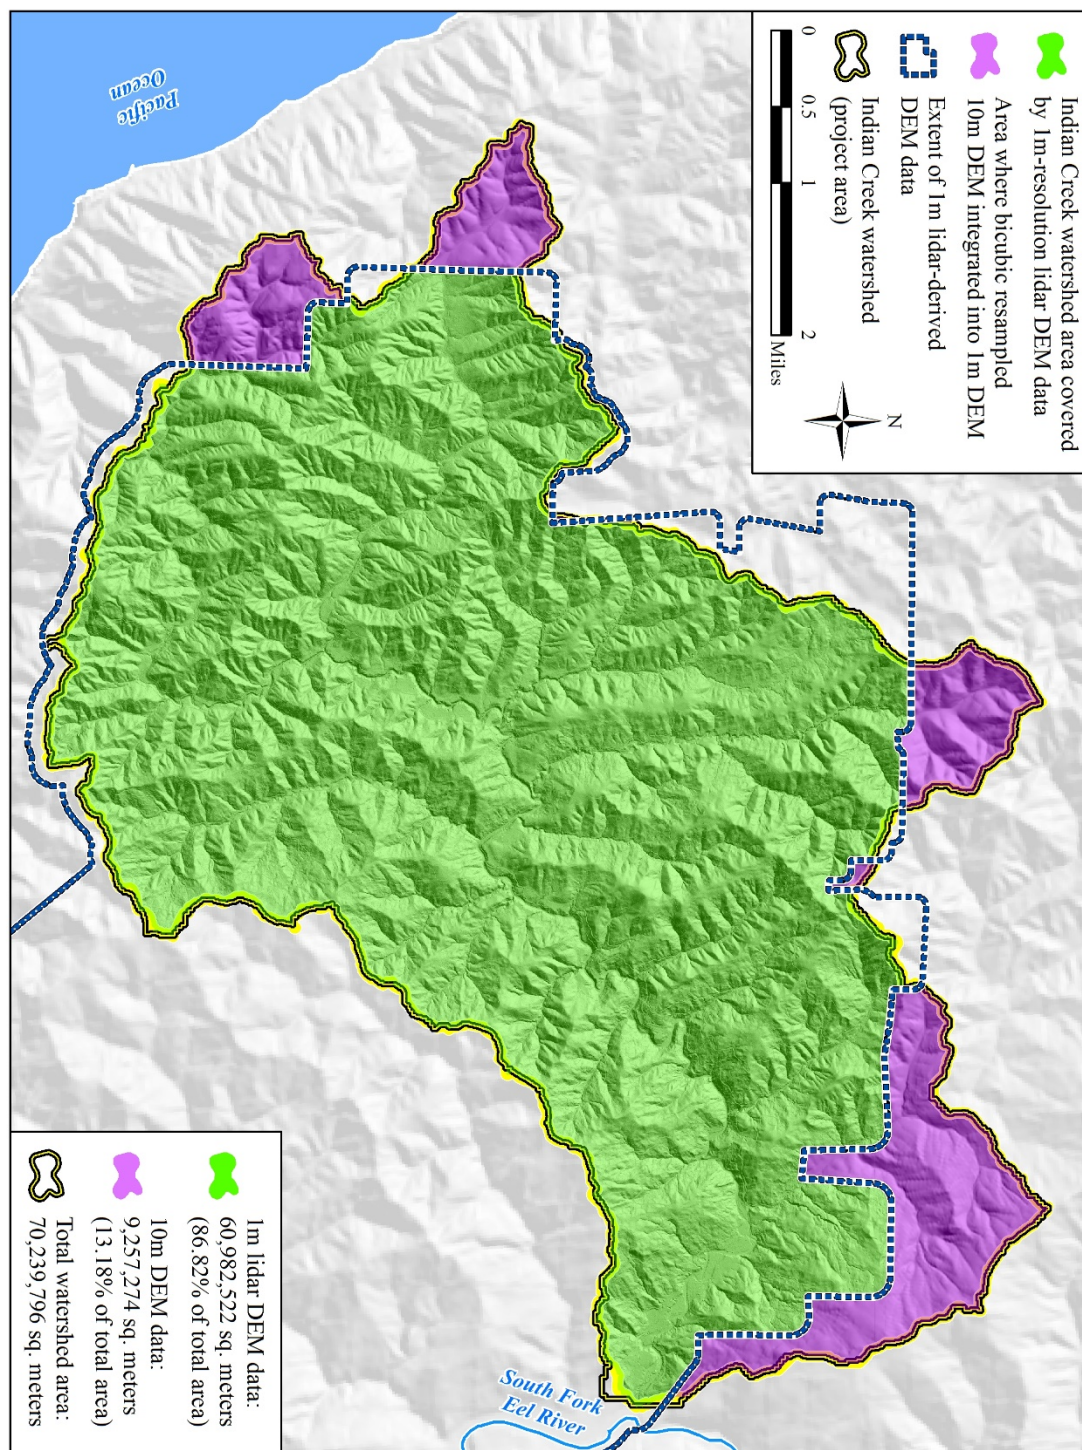 Indian Creek watershed area covered
by 1m-resolution lidar DEM data
Area where bicubic resampled
10m DEM integrated into 1m DEM
Extent of 1m lidar-derived
DEM data
Indian Creek watershed
(project area)
0 0.5 1 2
Miles
N
Pacific
Ocean
South Fork
Eel River
1m lidar DEM data:
60,982,522 sq. meters
(86.82% of total area)
10m DEM data:
9,257,274 sq. meters
(13.18% of total area)
Total watershed area:
70,239,796 sq. meters